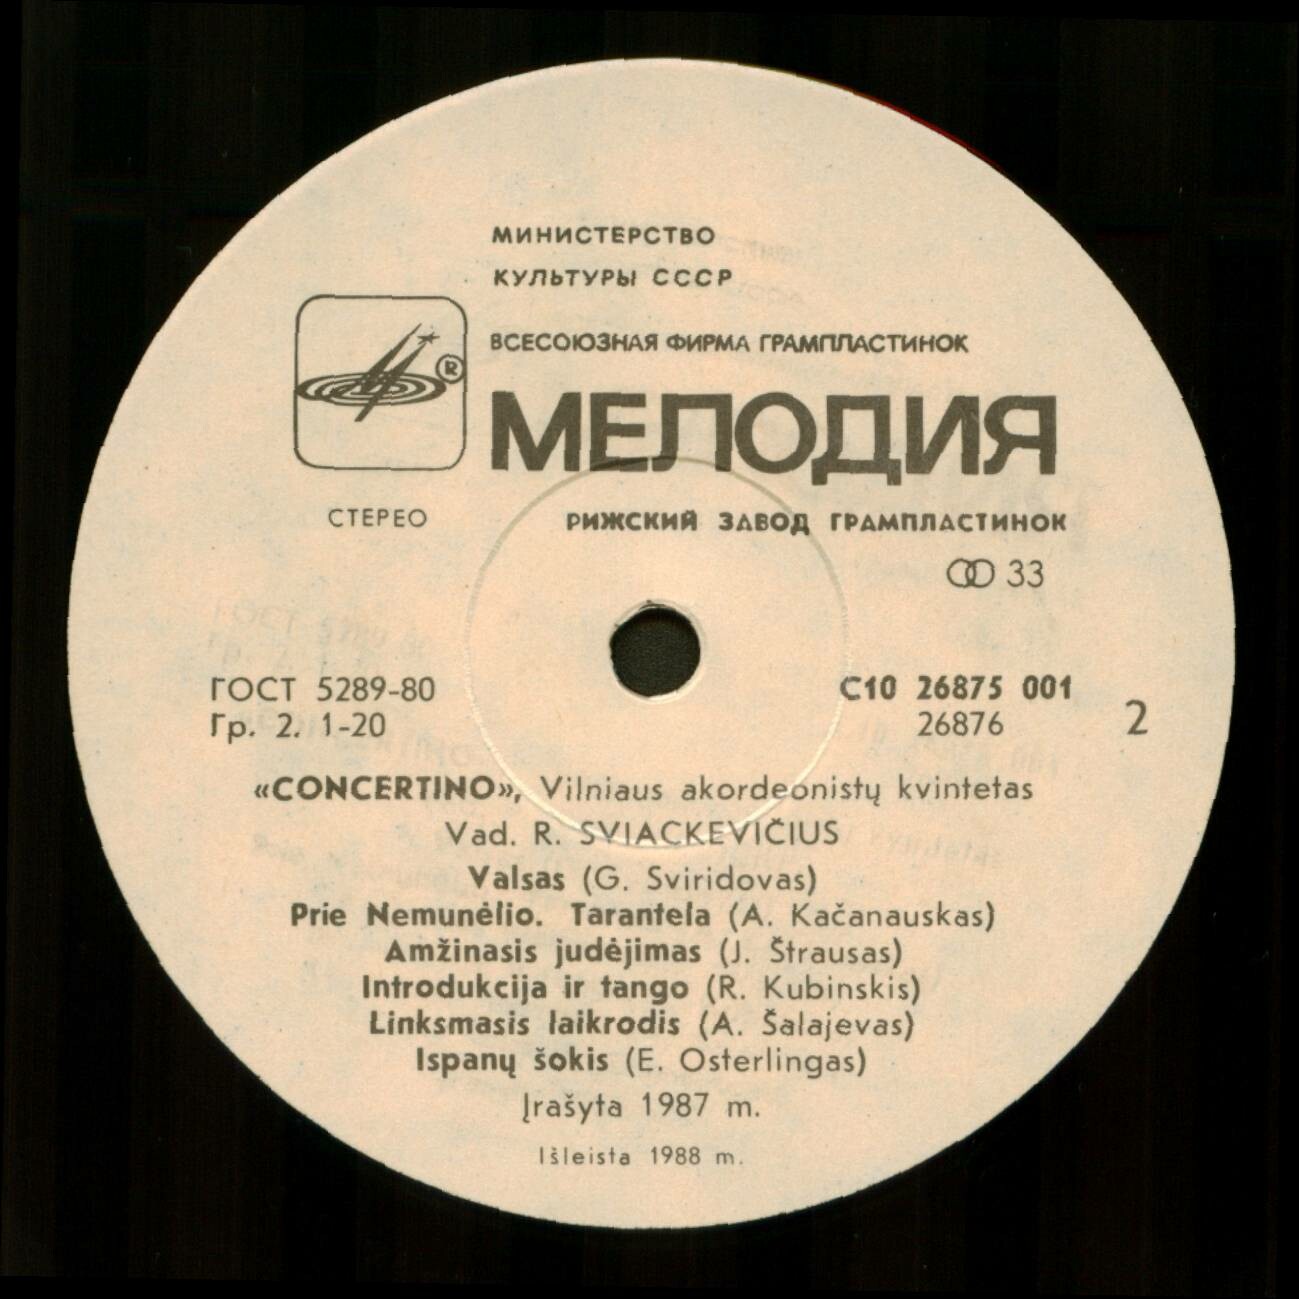 МИНИСТЕРСТВО
КУЛЬТУРЫ СССР
ВСЕСОЮЗНАЯ ФИРМА ГРАМПЛАСТИНОК
®
МЕЛОДИЯ
СТЕРЕО
РИЖСКИЙ ЗАВОД ГРАМПЛАСТИНОК
33
ГОСТ 5289-80
Гр. 2. 1-20
С10 26875 001
26876
2
«CONCERTINO», Vilniaus akordeonistų kvintetas
Vad. R. SVIACKEVIČIUS
Valsas (G. Sviridovas)
Prie Nemunėlio. Tarantela (A. Kačanauskas)
Amžinasis judėjimas (J. Štrausas)
Introdukcija ir tango (R. Kubinskis)
Linksmasis laikrodis (A. Šalajevas)
Ispanų šokis (E. Osterlingas)
Įrašyta 1987 m.
Išleista 1988 m.